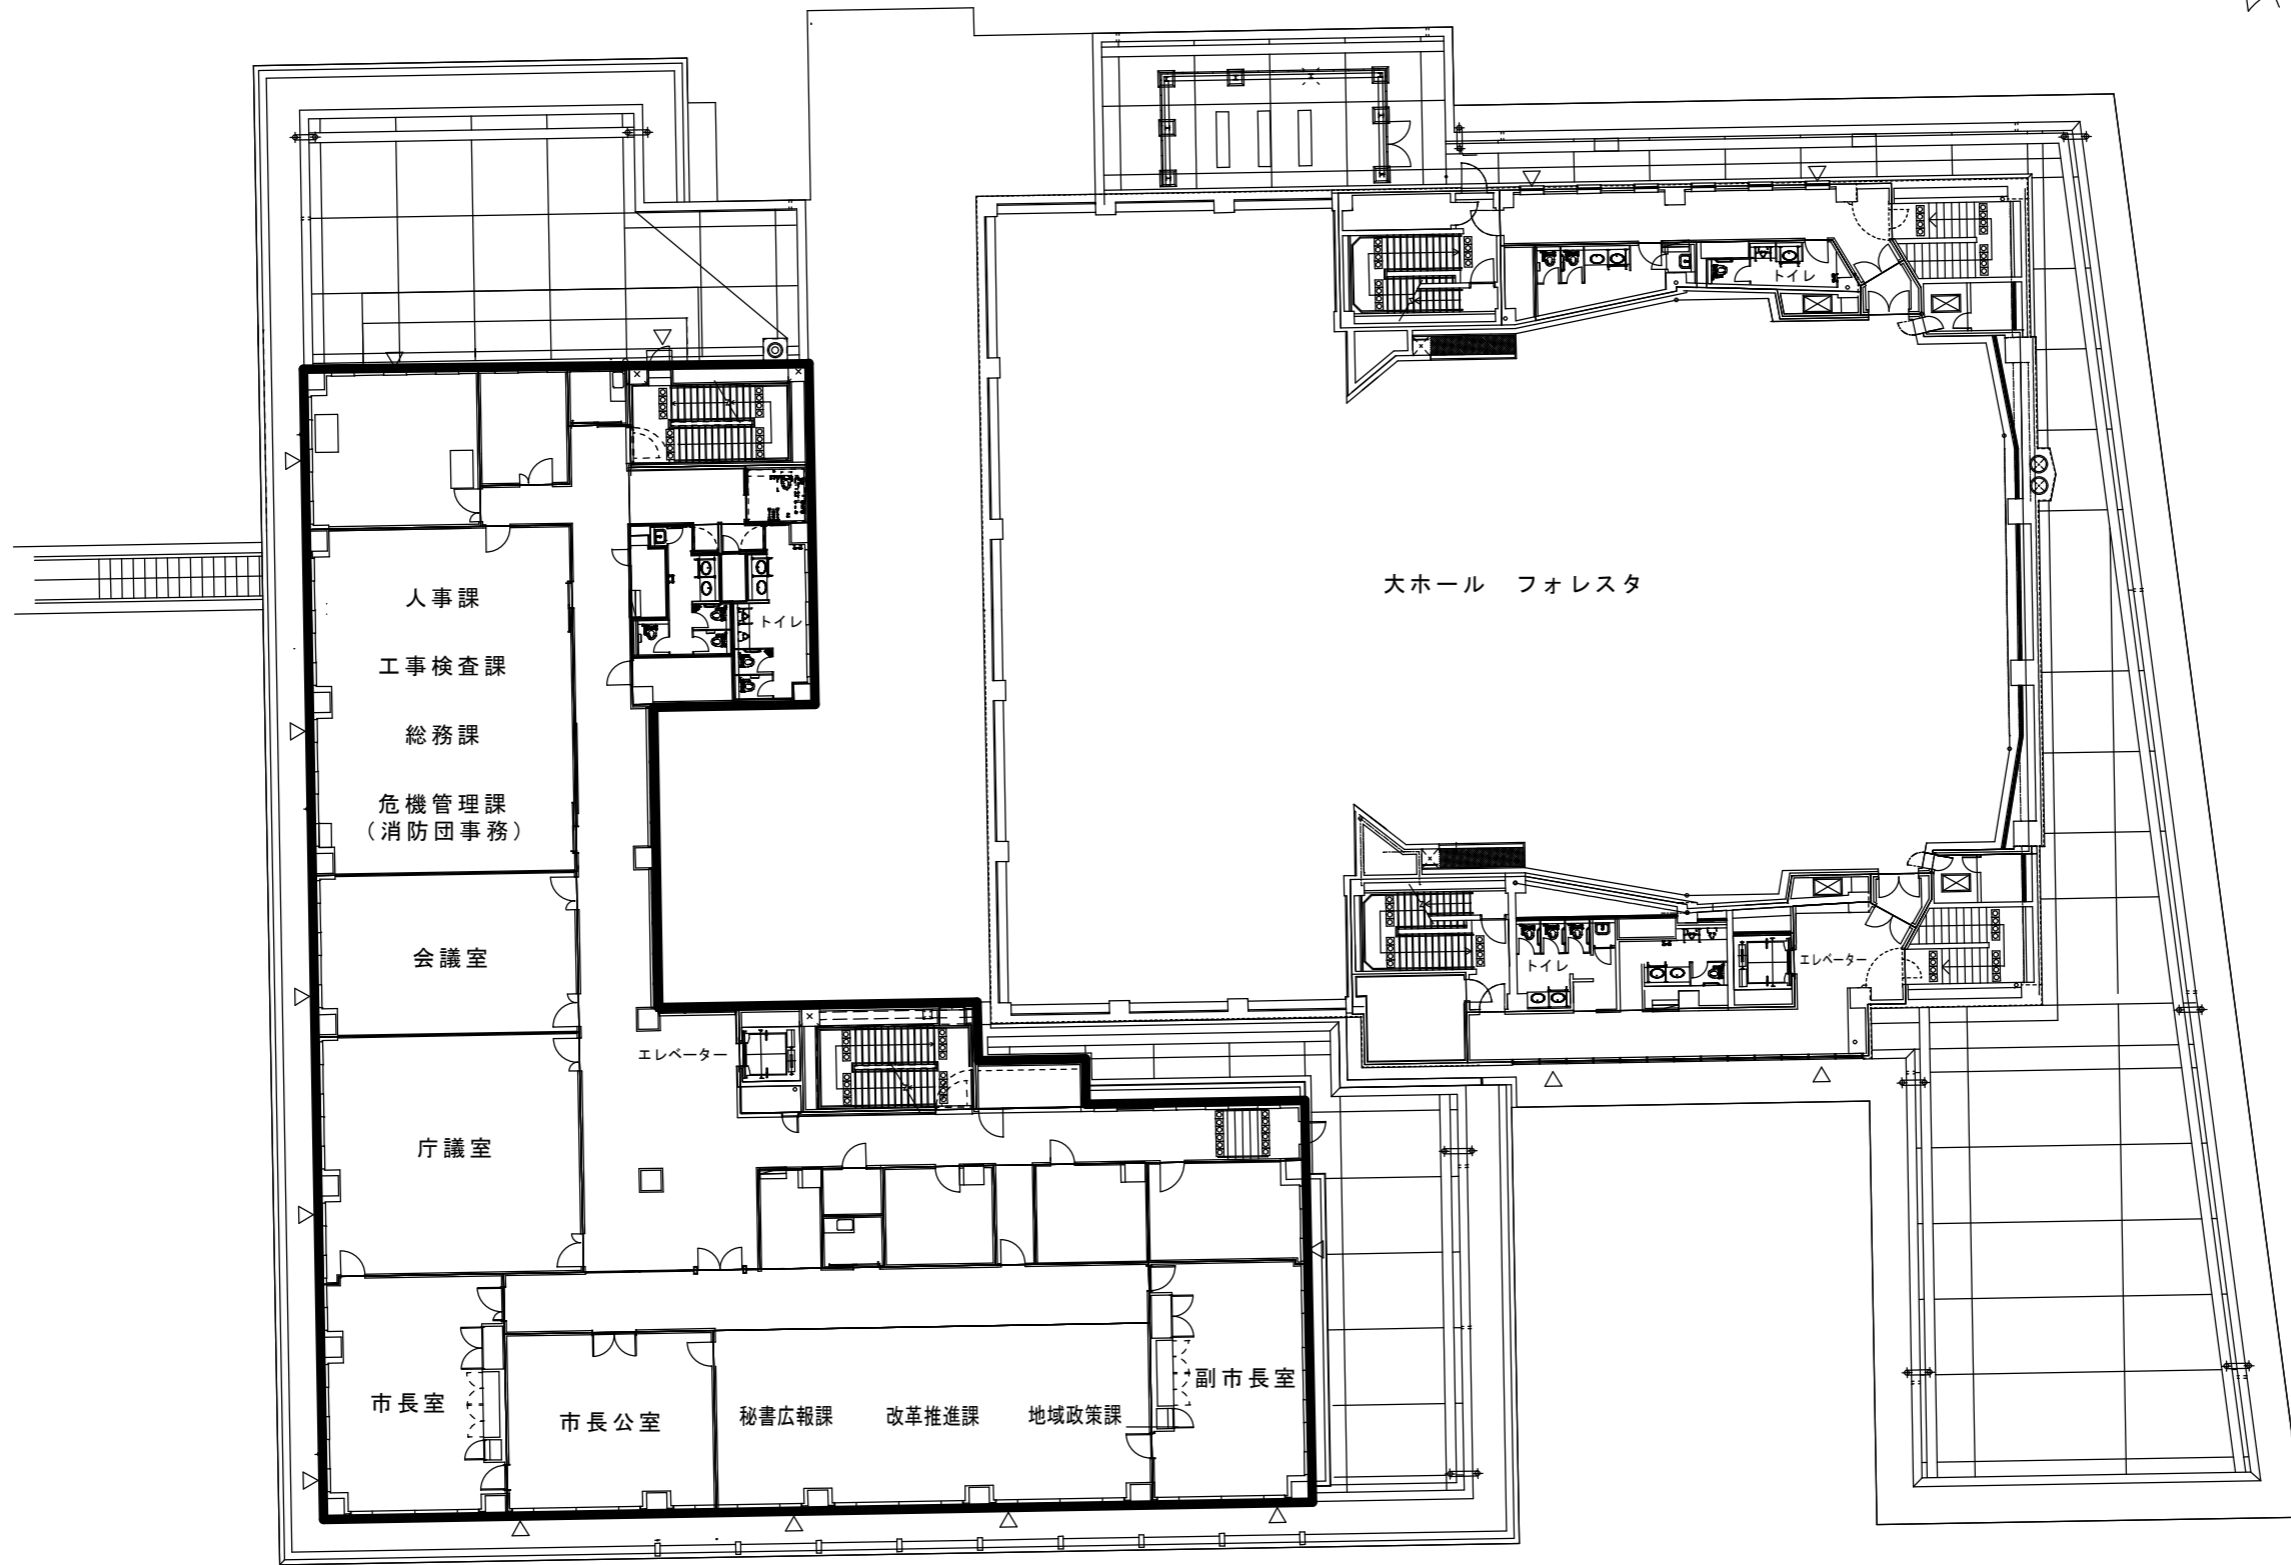 トイレ
大ホール　フォレスタ
人事課
トイレ
工事検査課
総務課
危機管理課
（消防団事務）
会議室
トイレ
エレベーター
エレベーター
庁議室
市長室
市長公室
秘書広報課
改革推進課
地域政策課
副市長室